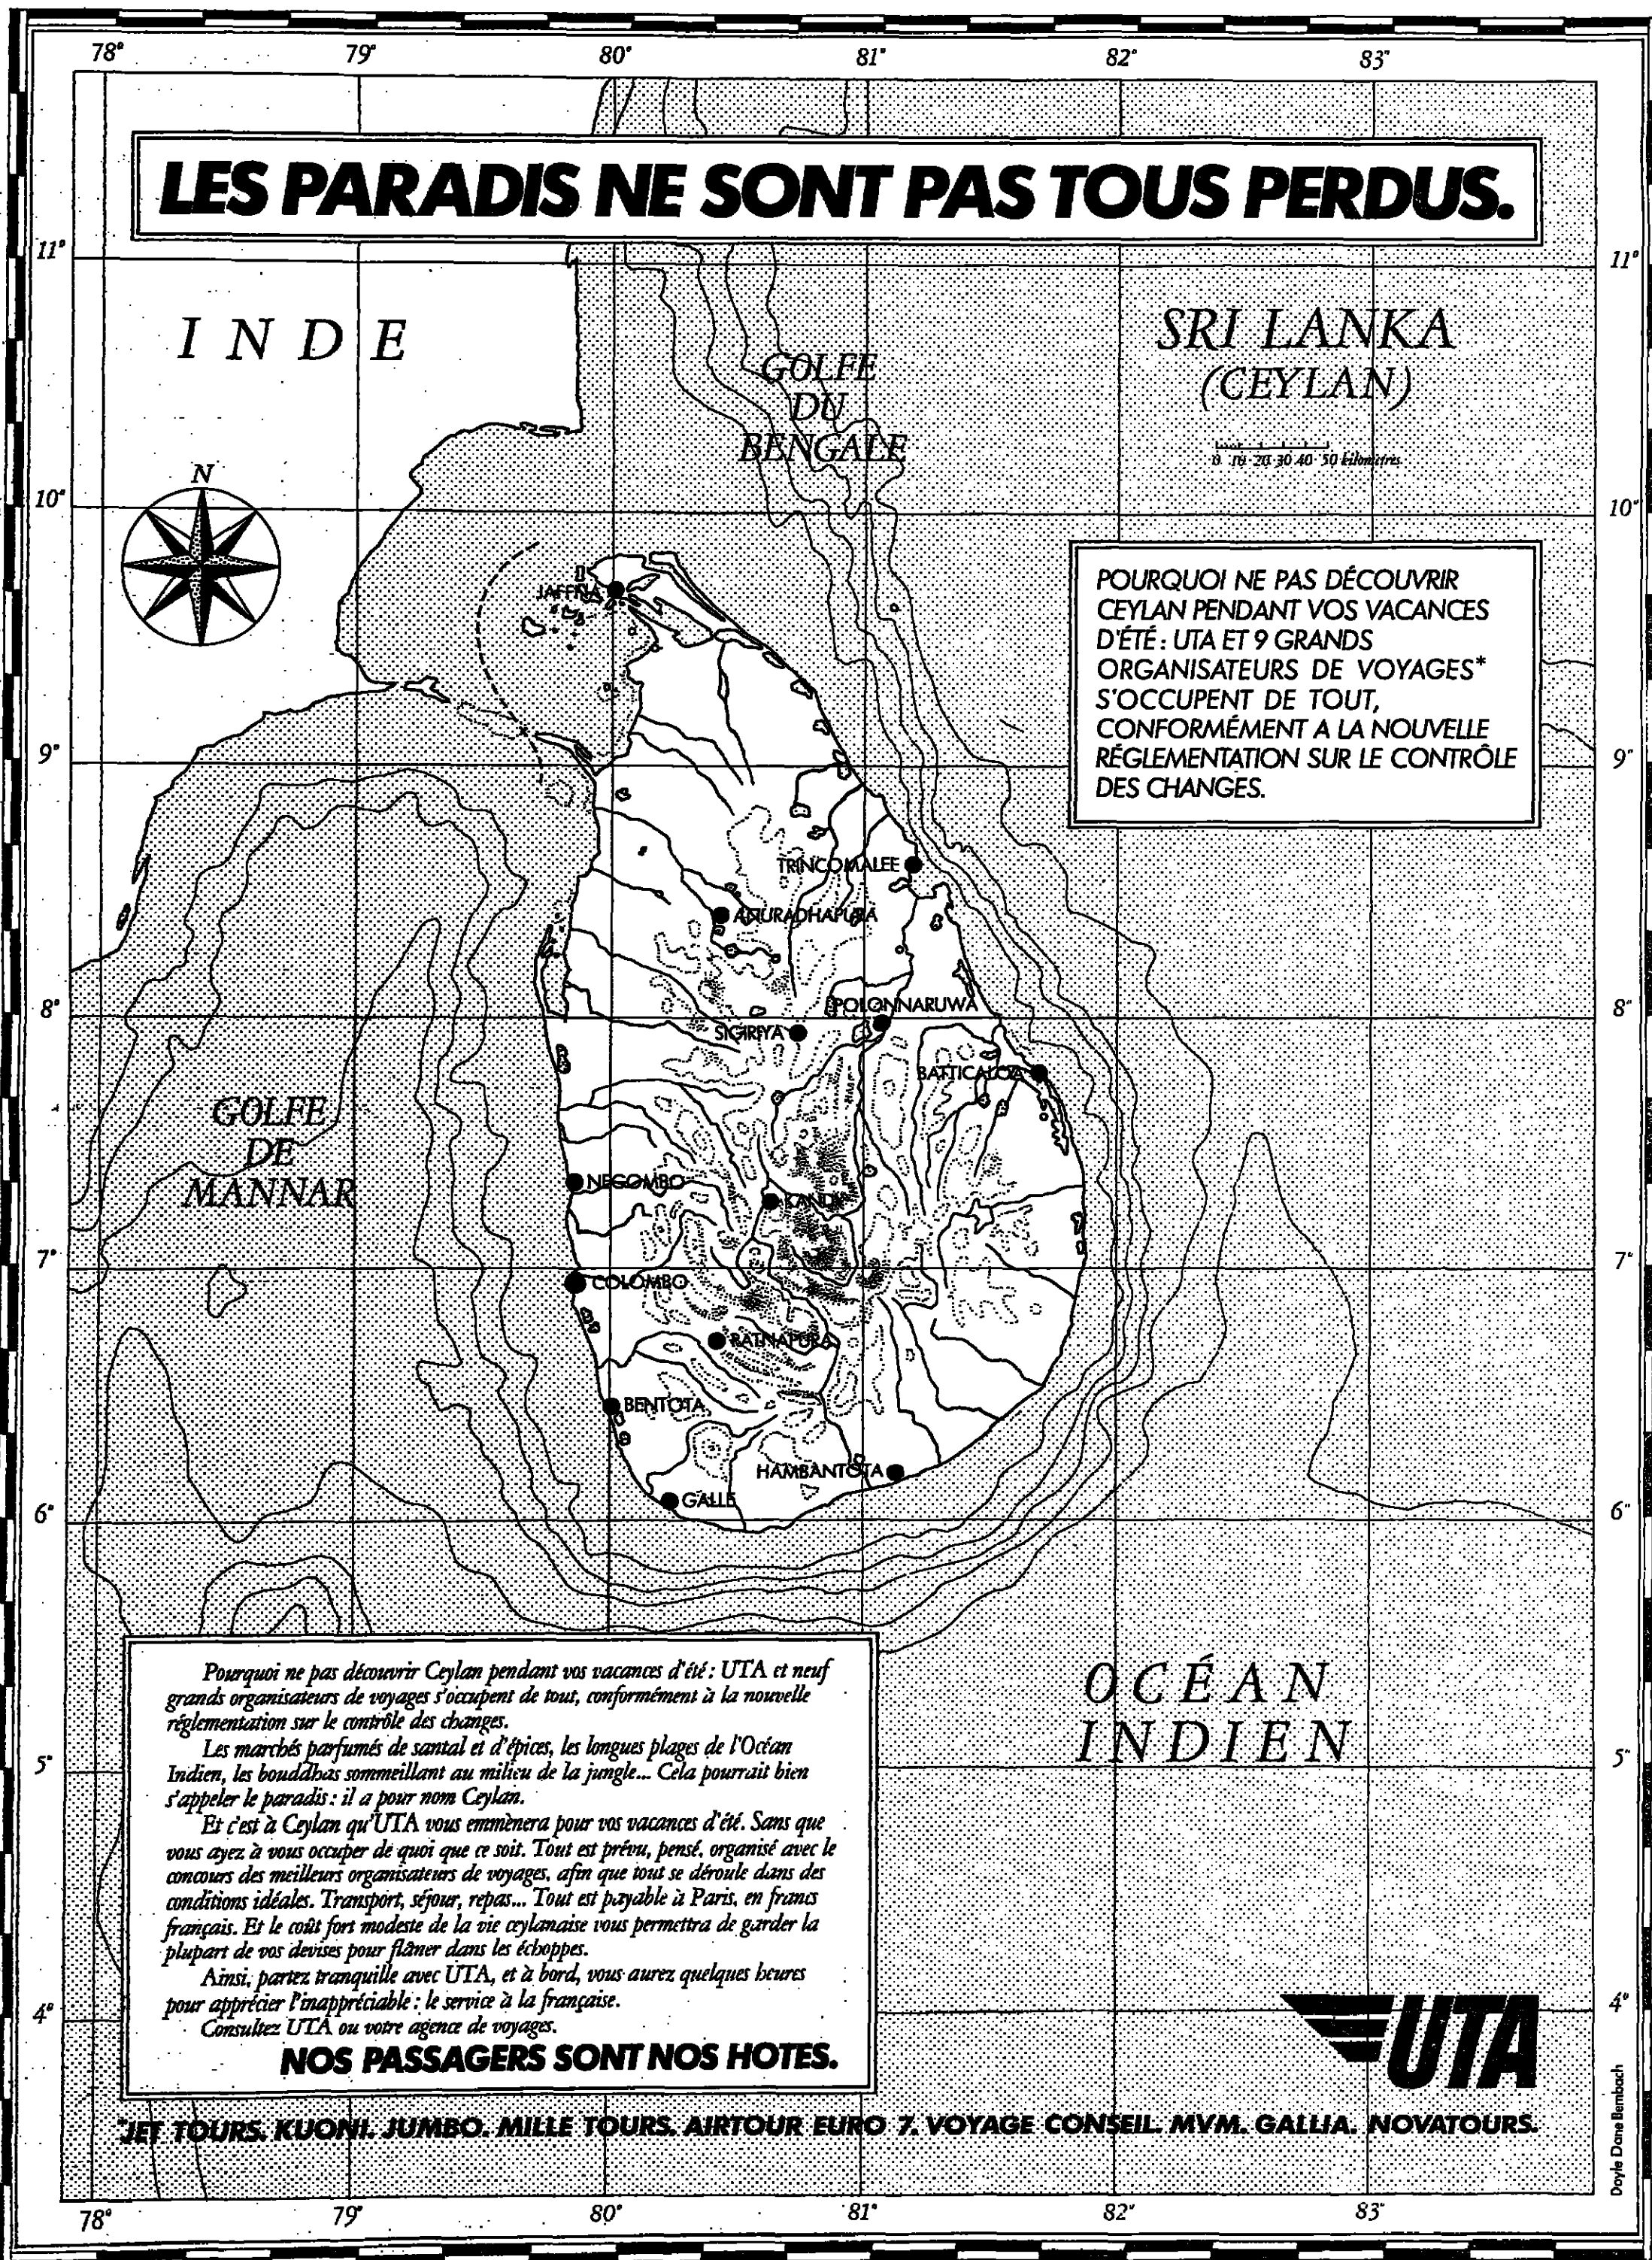 78° 79° 80° 81° 82° 83°
LES PARADIS NE SONT PAS TOUS PERDUS.
11° 11°
INDE
SRI LANKA
(CEYLAN)
GOLFE
DU
BENGALE
0 10 20 30 40 50 kilomètres
N
10° 10°
POURQUOI NE PAS DÉCOUVRIR
CEYLAN PENDANT VOS VACANCES
D'ÉTÉ : UTA ET 9 GRANDS
ORGANISATEURS DE VOYAGES*
S'OCCUPENT DE TOUT,
CONFORMÉMENT A LA NOUVELLE
RÉGLEMENTATION SUR LE CONTRÔLE
DES CHANGES.
JAFFNA
9° 9°
TRINCOMALEE
ANURADHAPURA
8° 8°
POLONNARUWA
SIGIRIYA
BATTICALOA
GOLFE
DE
MANNAR
NEGOMBO
KANDY
7° 7°
COLOMBO
RATNAPURA
BENTOTA
HAMBANTOTA
GALLE
6° 6°
Pourquoi ne pas découvrir Ceylan pendant vos vacances d'été : UTA et neuf
grands organisateurs de voyages s'occupent de tout, conformément à la nouvelle
réglementation sur le contrôle des changes.
Les marchés parfumés de santal et d'épices, les longues plages de l'Océan
Indien, les bouddhas sommeillant au milieu de la jungle... Cela pourrait bien
s'appeler le paradis : il a pour nom Ceylan.
Et c'est à Ceylan qu'UTA vous emmènera pour vos vacances d'été. Sans que
vous ayez à vous occuper de quoi que ce soit. Tout est prévu, pensé, organisé avec le
concours des meilleurs organisateurs de voyages, afin que tout se déroule dans des
conditions idéales. Transport, séjour, repas... Tout est payable à Paris, en francs
français. Et le coût fort modeste de la vie ceylanaise vous permettra de garder la
plupart de vos devises pour flâner dans les échoppes.
Ainsi, partez tranquille avec UTA, et à bord, vous aurez quelques heures
pour apprécier l'inappréciable : le service à la française.
Consultez UTA ou votre agence de voyages.
NOS PASSAGERS SONT NOS HOTES.
OCÉAN
INDIEN
5° 5°
4° 4°
UTA
Doyle Dane Bernbach
*JET TOURS. KUONI. JUMBO. MILLE TOURS. AIRTOUR EURO 7. VOYAGE CONSEIL. MVM. GALLIA. NOVATOURS.
78° 79° 80° 81° 82° 83°